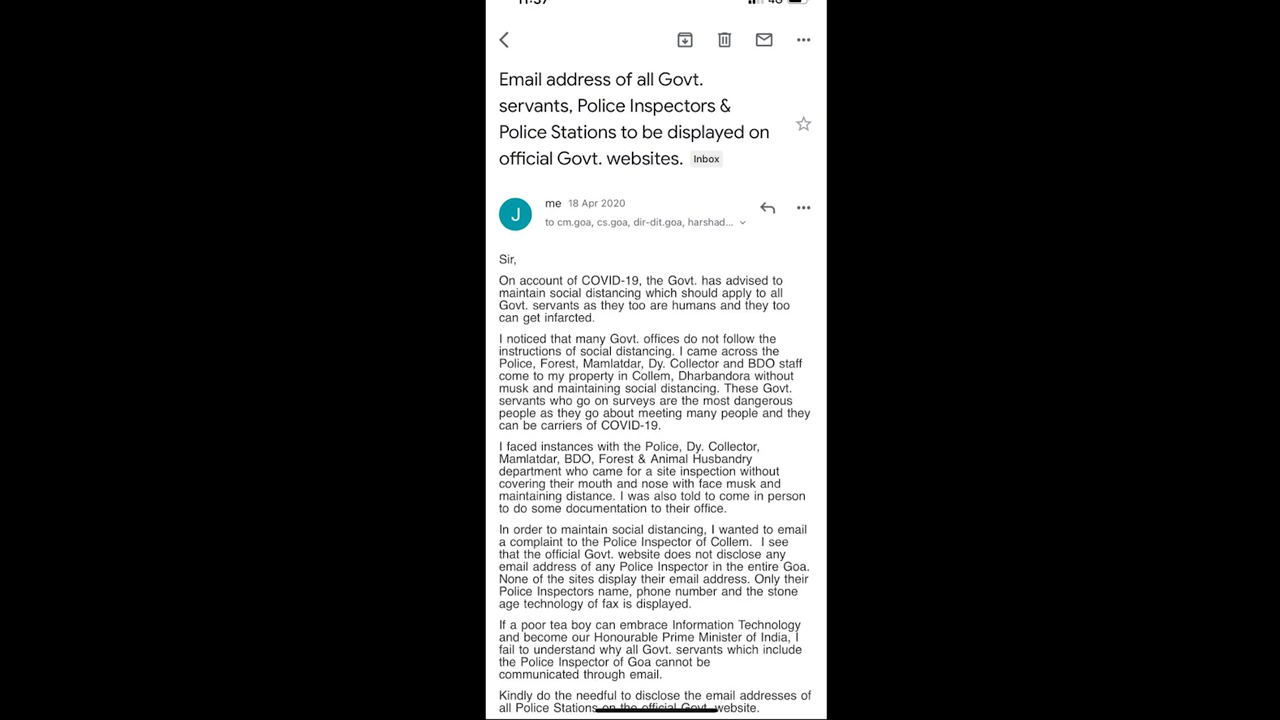 11:37
4G
Email address of all Govt.
servants, Police Inspectors &
Police Stations to be displayed on
official Govt. websites. Inbox
J
me 18 Apr 2020
to cm.goa, cs.goa, dir-dit.goa, harshad...
Sir,
On account of COVID-19, the Govt. has advised to
maintain social distancing which should apply to all
Govt. servants as they too are humans and they too
can get infarcted.
I noticed that many Govt. offices do not follow the
instructions of social distancing. I came across the
Police, Forest, Mamlatdar, Dy. Collector and BDO staff
come to my property in Collem, Dharbandora without
musk and maintaining social distancing. These Govt.
servants who go on surveys are the most dangerous
people as they go about meeting many people and they
can be carriers of COVID-19.
I faced instances with the Police, Dy. Collector,
Mamlatdar, BDO, Forest & Animal Husbandry
department who came for a site inspection without
covering their mouth and nose with face musk and
maintaining distance. I was also told to come in person
to do some documentation to their office.
In order to maintain social distancing, I wanted to email
a complaint to the Police Inspector of Collem.  I see
that the official Govt. website does not disclose any
email address of any Police Inspector in the entire Goa.
None of the sites display their email address. Only their
Police Inspectors name, phone number and the stone
age technology of fax is displayed.
If a poor tea boy can embrace Information Technology
and become our Honourable Prime Minister of India, I
fail to understand why all Govt. servants which include
the Police Inspector of Goa cannot be
communicated through email.
Kindly do the needful to disclose the email addresses of
all Police Stations on the official Govt. website.